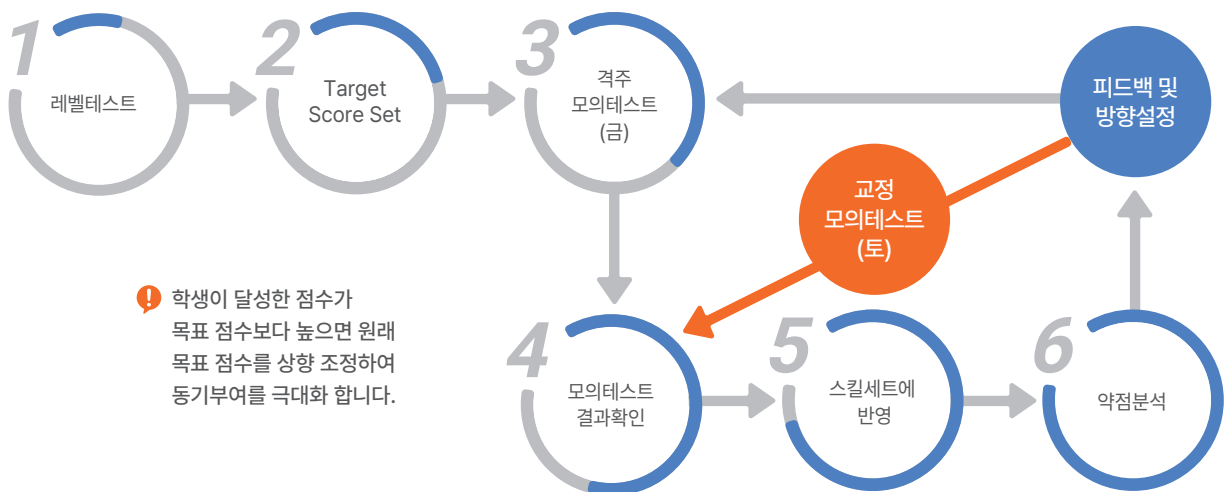 1
레벨테스트
2
Target
Score Set
3
격주
모의테스트
(금)
피드백 및
방향설정
교정
모의테스트
(토)
! 학생이 달성한 점수가
목표 점수보다 높으면 원래
목표 점수를 상향 조정하여
동기부여를 극대화 합니다.
4
모의테스트
결과확인
5
스킬세트에
반영
6
약점분석